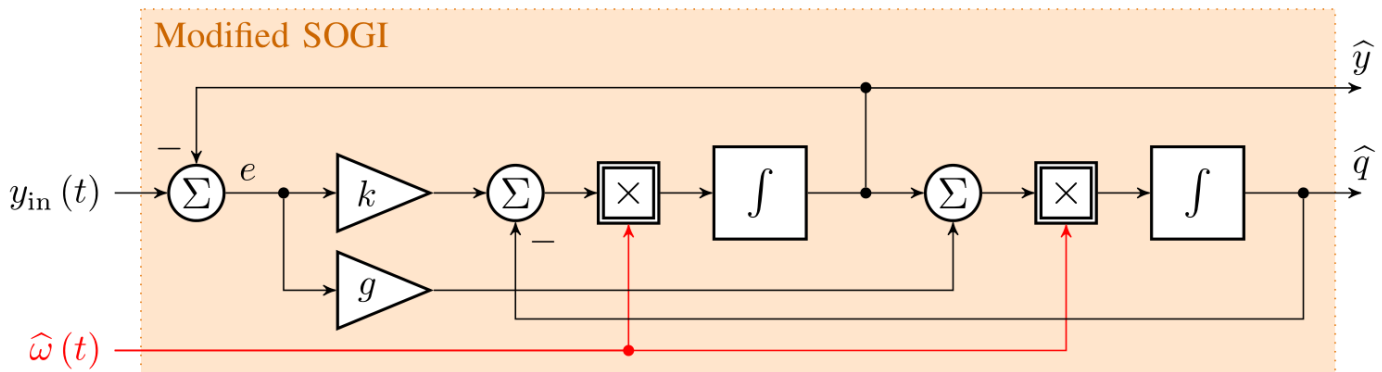 Modified SOGI
ŷ
−
e
q̂
y_in (t)
Σ
k
Σ
×
∫
Σ
×
∫
−
g
ω̂ (t)